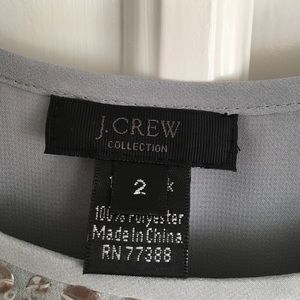 J.CREW
COLLECTION
2
100% Polyester
Made In China
RN 77388